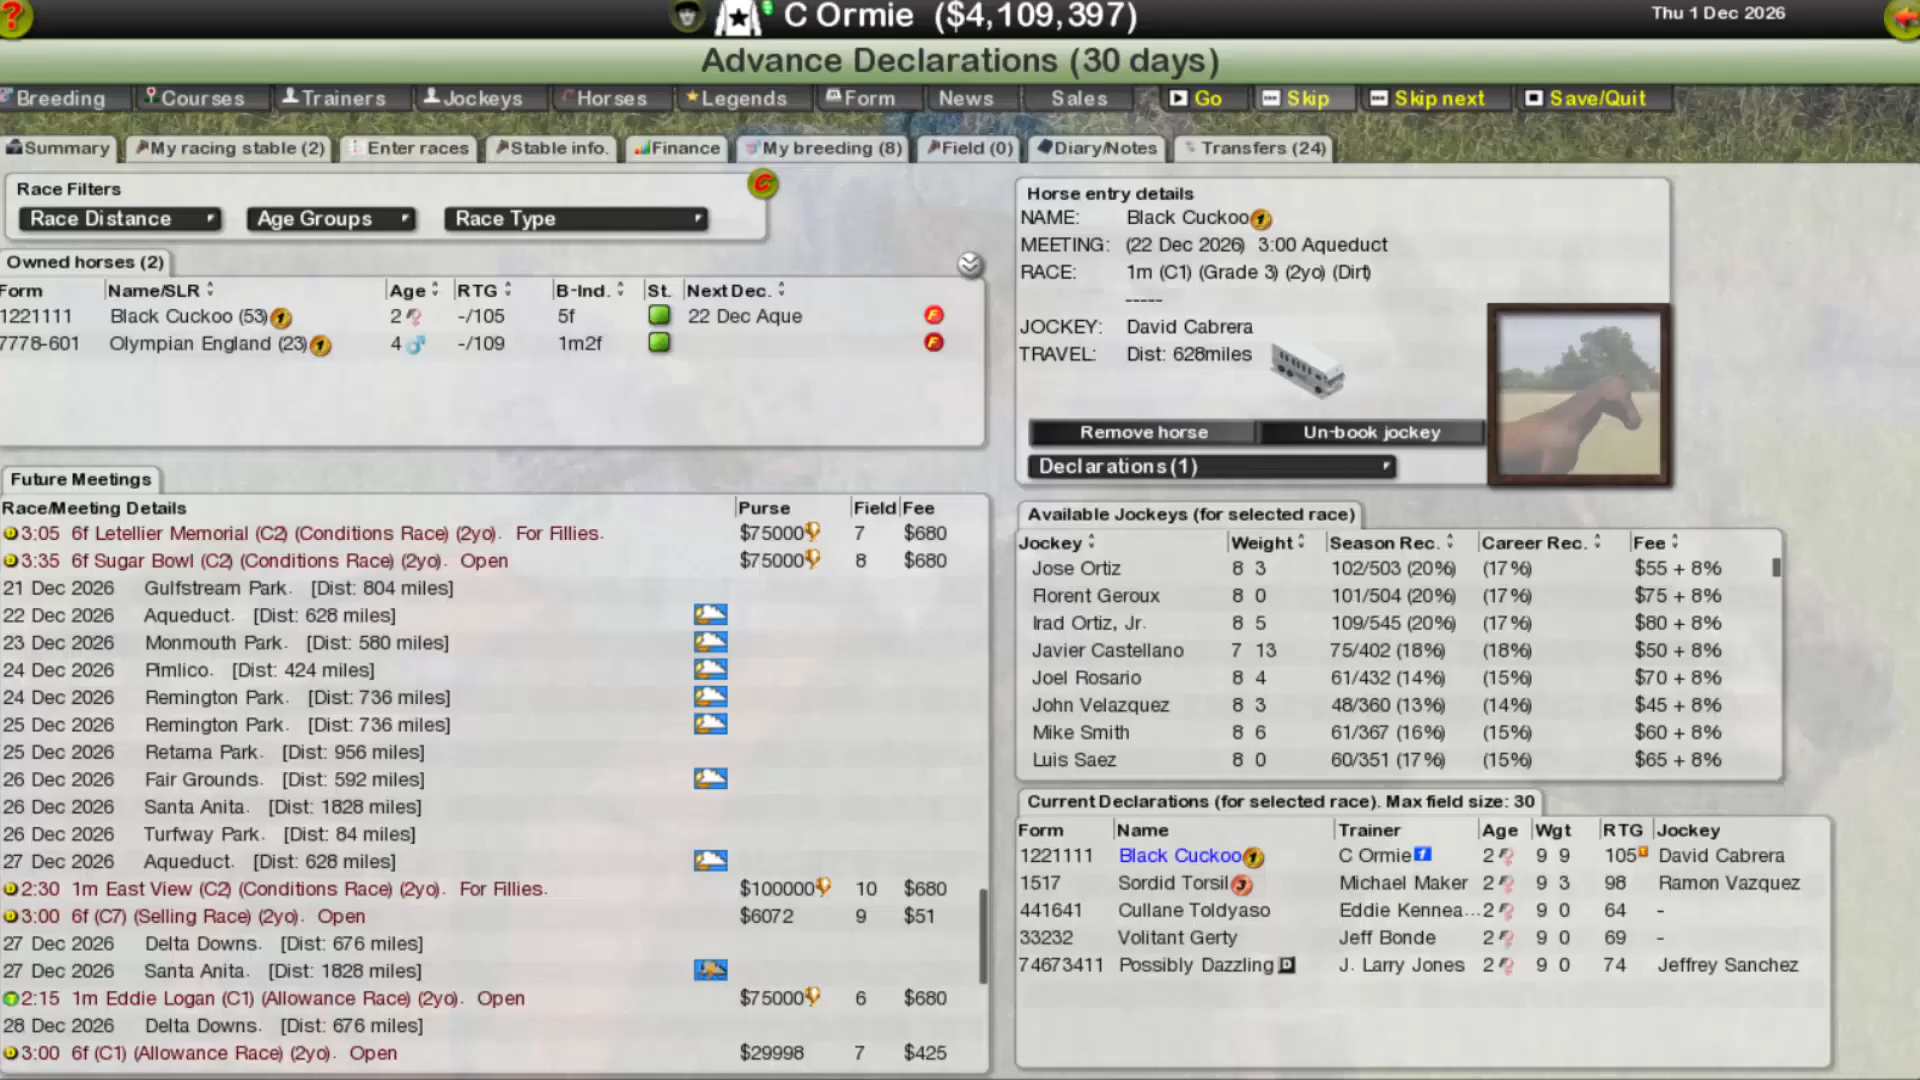 C Ormie ($4,109,397)
Thu 1 Dec 2026
Advance Declarations (30 days)
Breeding Courses Trainers Jockeys Horses Legends Form News Sales Go Skip Skip next Save/Quit
Summary My racing stable (2) Enter races Stable info. Finance My breeding (8) Field (0) Diary/Notes Transfers (24)
Race Filters
Race Distance Age Groups Race Type
Owned horses (2)
Form Name/SLR Age RTG B-Ind. St. Next Dec.
1221111 Black Cuckoo (53) 1 2 -/105 5f 22 Dec Aque F
7778-601 Olympian England (23) 1 4 -/109 1m2f F
Future Meetings
Race/Meeting Details Purse Field Fee
D 3:05 6f Letellier Memorial (C2) (Conditions Race) (2yo). For Fillies. $75000 7 $680
D 3:35 6f Sugar Bowl (C2) (Conditions Race) (2yo). Open $75000 8 $680
21 Dec 2026 Gulfstream Park. [Dist: 804 miles]
22 Dec 2026 Aqueduct. [Dist: 628 miles]
23 Dec 2026 Monmouth Park. [Dist: 580 miles]
24 Dec 2026 Pimlico. [Dist: 424 miles]
24 Dec 2026 Remington Park. [Dist: 736 miles]
25 Dec 2026 Remington Park. [Dist: 736 miles]
25 Dec 2026 Retama Park. [Dist: 956 miles]
26 Dec 2026 Fair Grounds. [Dist: 592 miles]
26 Dec 2026 Santa Anita. [Dist: 1828 miles]
26 Dec 2026 Turfway Park. [Dist: 84 miles]
27 Dec 2026 Aqueduct. [Dist: 628 miles]
D 2:30 1m East View (C2) (Conditions Race) (2yo). For Fillies. $100000 10 $680
D 3:00 6f (C7) (Selling Race) (2yo). Open $6072 9 $51
27 Dec 2026 Delta Downs. [Dist: 676 miles]
27 Dec 2026 Santa Anita. [Dist: 1828 miles]
T 2:15 1m Eddie Logan (C1) (Allowance Race) (2yo). Open $75000 6 $680
28 Dec 2026 Delta Downs. [Dist: 676 miles]
D 3:00 6f (C1) (Allowance Race) (2yo). Open $29998 7 $425
Horse entry details
NAME: Black Cuckoo 1
MEETING: (22 Dec 2026) 3:00 Aqueduct
RACE: 1m (C1) (Grade 3) (2yo) (Dirt)
-----
JOCKEY: David Cabrera
TRAVEL: Dist: 628miles
Remove horse Un-book jockey
Declarations (1)
Available Jockeys (for selected race)
Jockey Weight Season Rec. Career Rec. Fee
Jose Ortiz 8 3 102/503 (20%) (17%) $55 + 8%
Florent Geroux 8 0 101/504 (20%) (17%) $75 + 8%
Irad Ortiz, Jr. 8 5 109/545 (20%) (17%) $80 + 8%
Javier Castellano 7 13 75/402 (18%) (18%) $50 + 8%
Joel Rosario 8 4 61/432 (14%) (15%) $70 + 8%
John Velazquez 8 3 48/360 (13%) (14%) $45 + 8%
Mike Smith 8 6 61/367 (16%) (15%) $60 + 8%
Luis Saez 8 0 60/351 (17%) (15%) $65 + 8%
Current Declarations (for selected race). Max field size: 30
Form Name Trainer Age Wgt RTG Jockey
1221111 Black Cuckoo 1 C Ormie 1 2 9 9 105 David Cabrera
1517 Sordid Torsil 3 Michael Maker 2 9 3 98 Ramon Vazquez
441641 Cullane Toldyaso Eddie Kennea... 2 9 0 64 -
33232 Volitant Gerty Jeff Bonde 2 9 0 69 -
74673411 Possibly Dazzling D J. Larry Jones 2 9 0 74 Jeffrey Sanchez